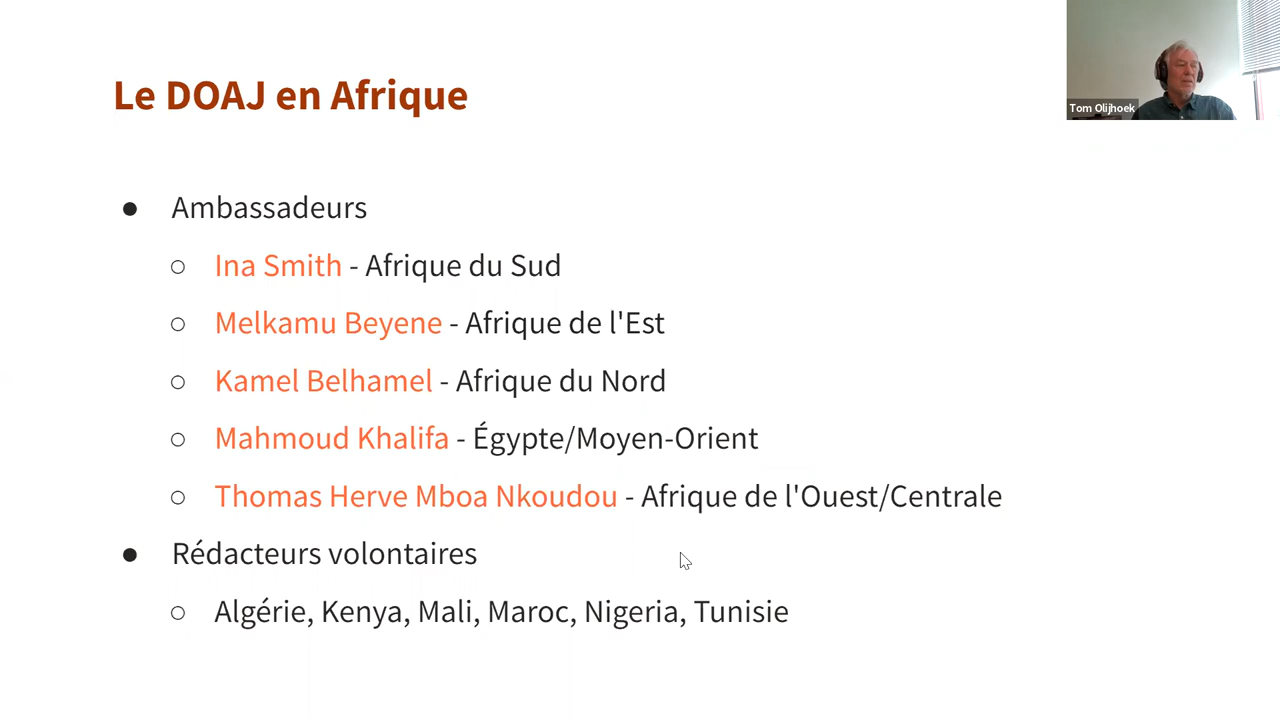 Le DOAJ en Afrique
Tom Olijhoek
● Ambassadeurs
○ Ina Smith - Afrique du Sud
○ Melkamu Beyene - Afrique de l'Est
○ Kamel Belhamel - Afrique du Nord
○ Mahmoud Khalifa - Égypte/Moyen-Orient
○ Thomas Herve Mboa Nkoudou - Afrique de l'Ouest/Centrale
● Rédacteurs volontaires
○ Algérie, Kenya, Mali, Maroc, Nigeria, Tunisie